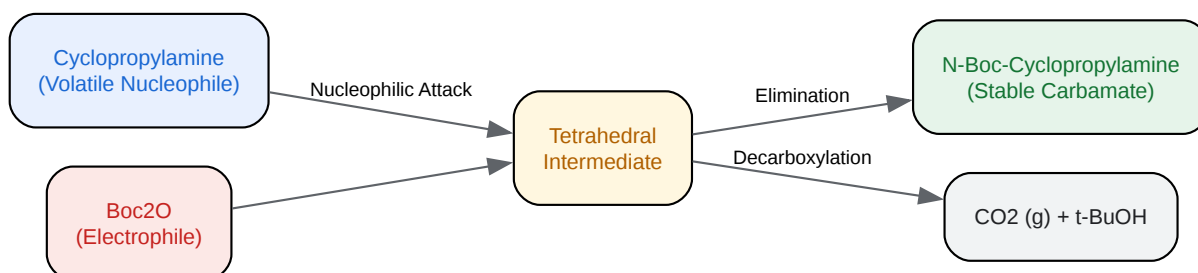 Cyclopropylamine
(Volatile Nucleophile)
Nucleophilic Attack
Boc2O
(Electrophile)
Tetrahedral
Intermediate
Elimination
N-Boc-Cyclopropylamine
(Stable Carbamate)
Decarboxylation
CO2 (g) + t-BuOH